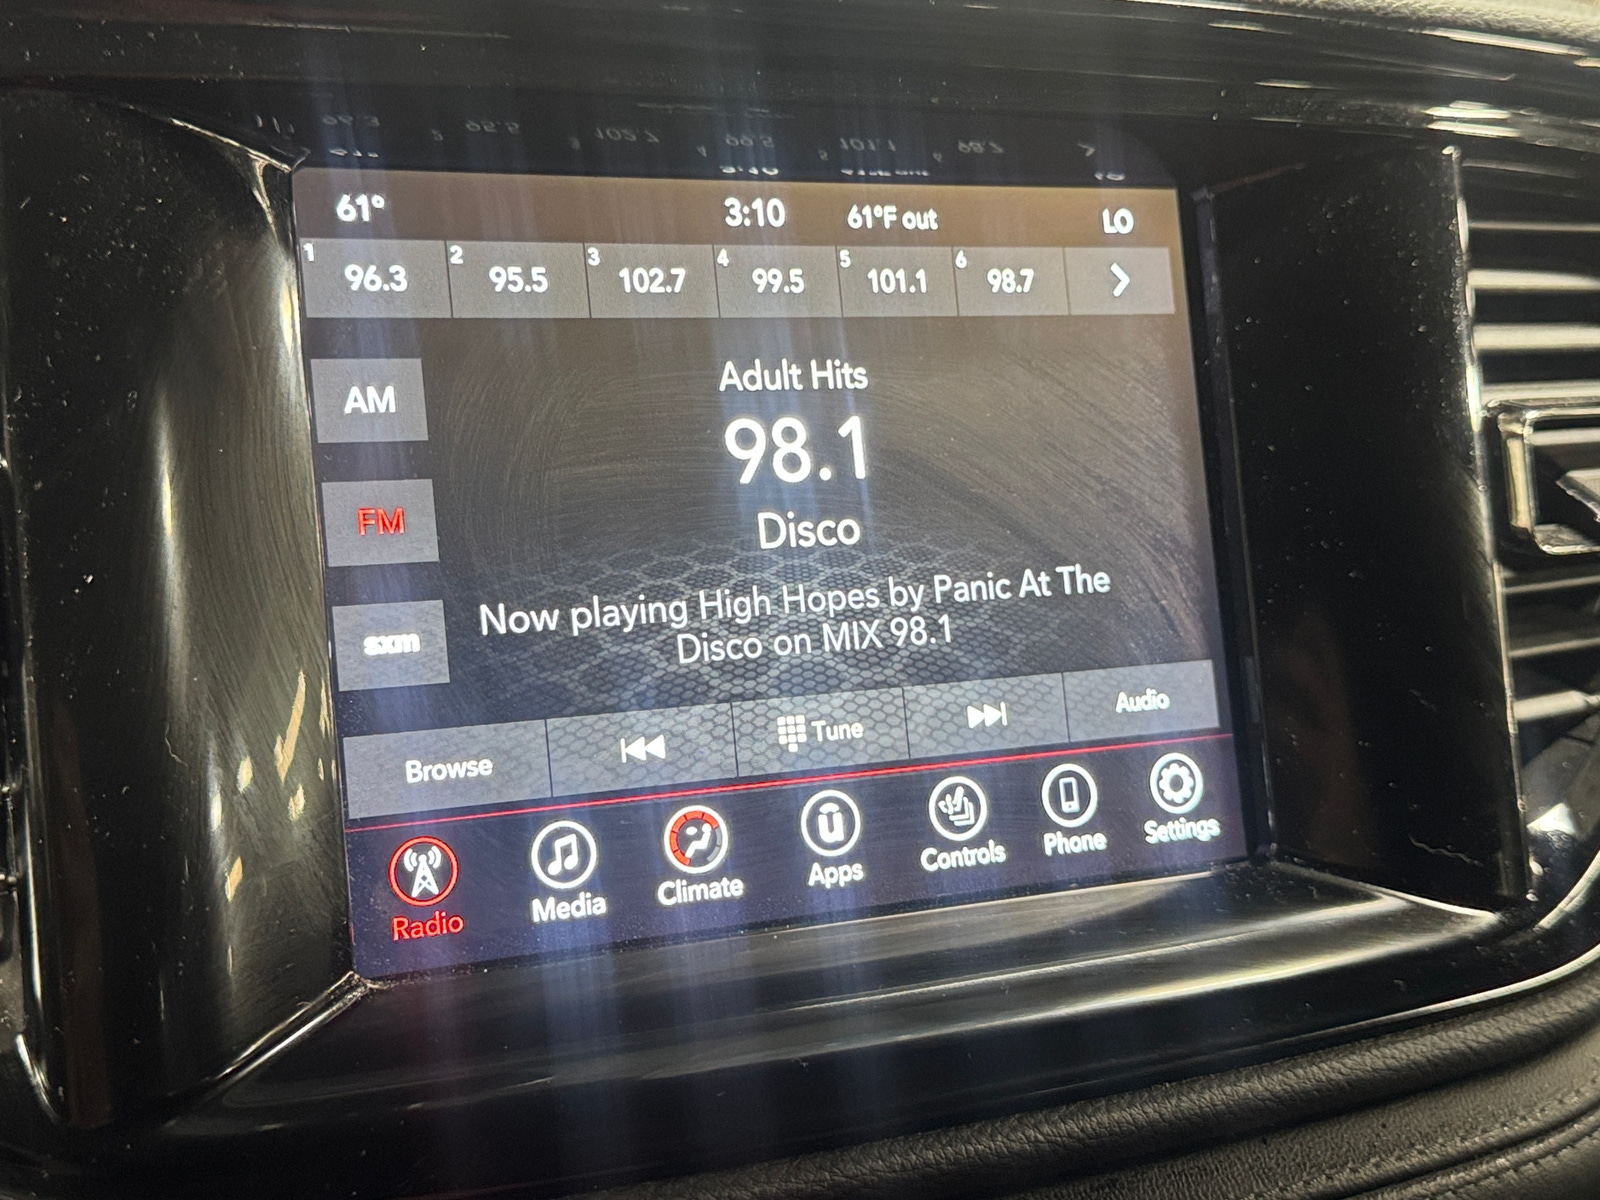 61° 3:10 61°F out LO
1 96.3 2 95.5 3 102.7 4 99.5 5 101.1 6 98.7
Adult Hits
AM
98.1
FM
Disco
Now playing High Hopes by Panic At The
Disco on MIX 98.1
sxm
Browse Tune Audio
Radio Media Climate Apps Controls Phone Settings